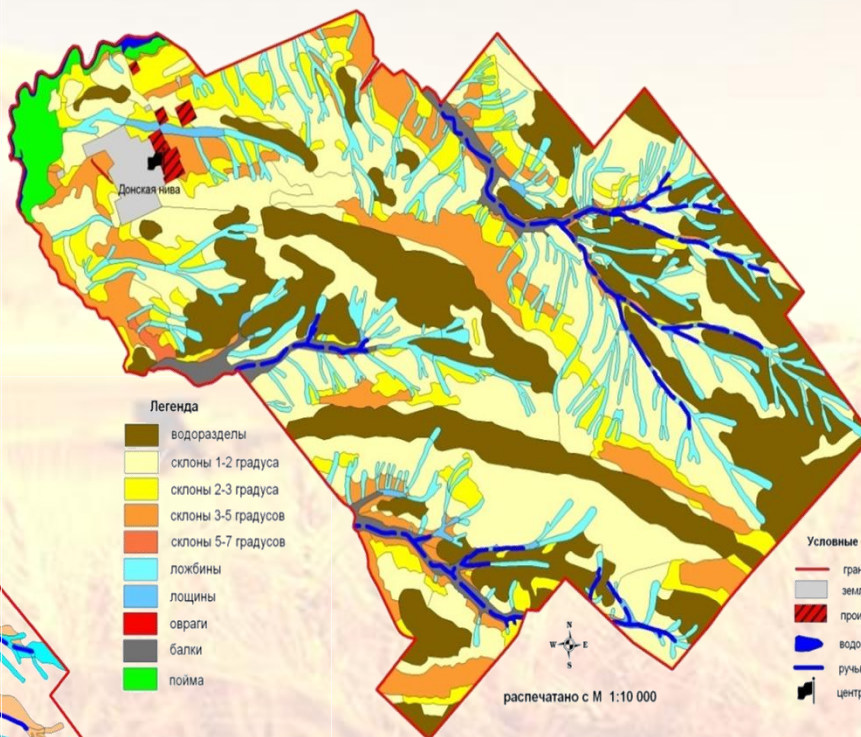 Донская нива
Легенда
водоразделы
склоны 1-2 градуса
склоны 2-3 градуса
склоны 3-5 градусов
склоны 5-7 градусов
ложбины
лощины
овраги
балки
пойма
N
W E
S
распечатано с М 1:10 000
Условные